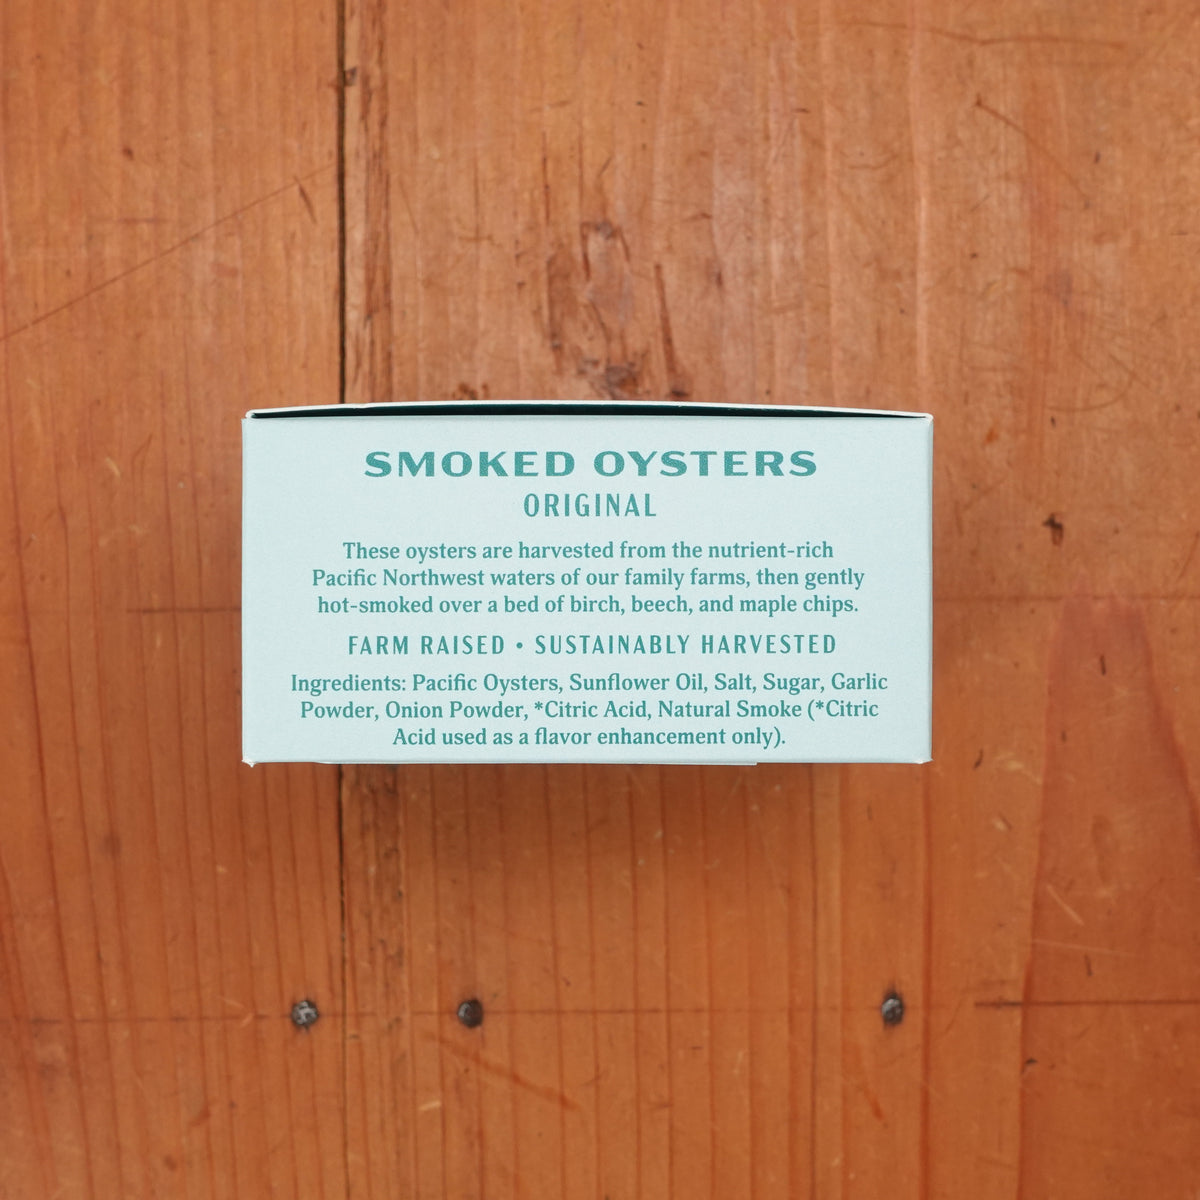 SMOKED OYSTERS
ORIGINAL
These oysters are harvested from the nutrient-rich
Pacific Northwest waters of our family farms, then gently
hot-smoked over a bed of birch, beech, and maple chips.
FARM RAISED • SUSTAINABLY HARVESTED
Ingredients: Pacific Oysters, Sunflower Oil, Salt, Sugar, Garlic
Powder, Onion Powder, *Citric Acid, Natural Smoke (*Citric
Acid used as a flavor enhancement only).